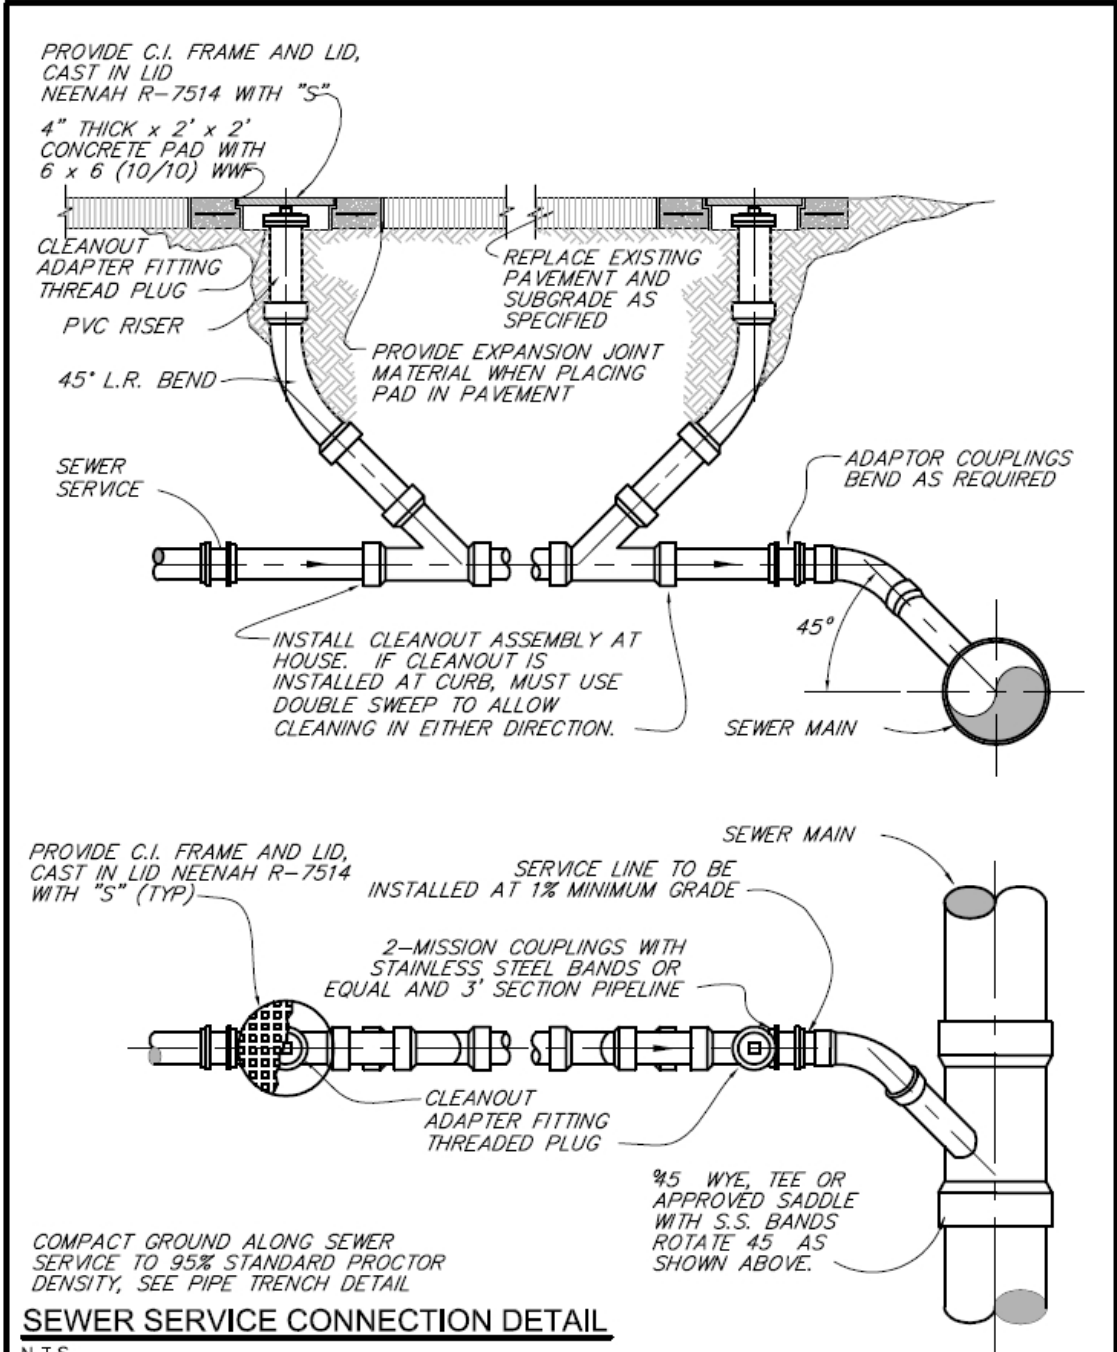 PROVIDE C.I. FRAME AND LID,
CAST IN LID
NEENAH R-7514 WITH "S"
4" THICK x 2' x 2'
CONCRETE PAD WITH
6 x 6 (10/10) WWF
CLEANOUT
ADAPTER FITTING
THREAD PLUG
PVC RISER
45° L.R. BEND
REPLACE EXISTING
PAVEMENT AND
SUBGRADE AS
SPECIFIED
PROVIDE EXPANSION JOINT
MATERIAL WHEN PLACING
PAD IN PAVEMENT
SEWER
SERVICE
ADAPTOR COUPLINGS
BEND AS REQUIRED
45°
INSTALL CLEANOUT ASSEMBLY AT
HOUSE. IF CLEANOUT IS
INSTALLED AT CURB, MUST USE
DOUBLE SWEEP TO ALLOW
CLEANING IN EITHER DIRECTION.
SEWER MAIN
PROVIDE C.I. FRAME AND LID,
CAST IN LID NEENAH R-7514
WITH "S" (TYP)
SEWER MAIN
SERVICE LINE TO BE
INSTALLED AT 1% MINIMUM GRADE
2-MISSION COUPLINGS WITH
STAINLESS STEEL BANDS OR
EQUAL AND 3' SECTION PIPELINE
CLEANOUT
ADAPTER FITTING
THREADED PLUG
°45 WYE, TEE OR
APPROVED SADDLE
WITH S.S. BANDS
ROTATE 45 AS
SHOWN ABOVE.
COMPACT GROUND ALONG SEWER
SERVICE TO 95% STANDARD PROCTOR
DENSITY, SEE PIPE TRENCH DETAIL
SEWER SERVICE CONNECTION DETAIL
N.T.S.